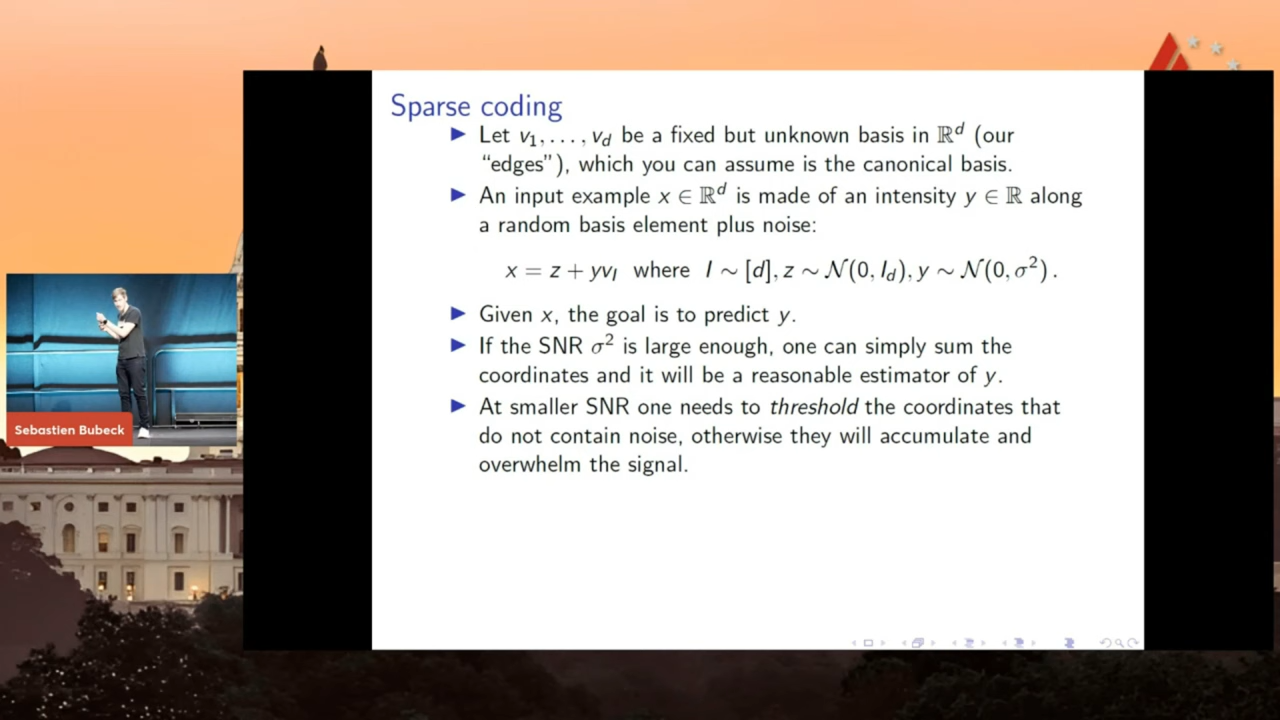 Sparse coding
▶ Let v₁, . . . , v_d be a fixed but unknown basis in ℝᵈ (our
"edges"), which you can assume is the canonical basis.
▶ An input example x ∈ ℝᵈ is made of an intensity y ∈ ℝ along
a random basis element plus noise:
x = z + yv_I where I ∼ [d], z ∼ 𝒩(0, I_d), y ∼ 𝒩(0, σ²) .
▶ Given x, the goal is to predict y.
▶ If the SNR σ² is large enough, one can simply sum the
coordinates and it will be a reasonable estimator of y.
▶ At smaller SNR one needs to threshold the coordinates that
do not contain noise, otherwise they will accumulate and
overwhelm the signal.
Sebastien Bubeck